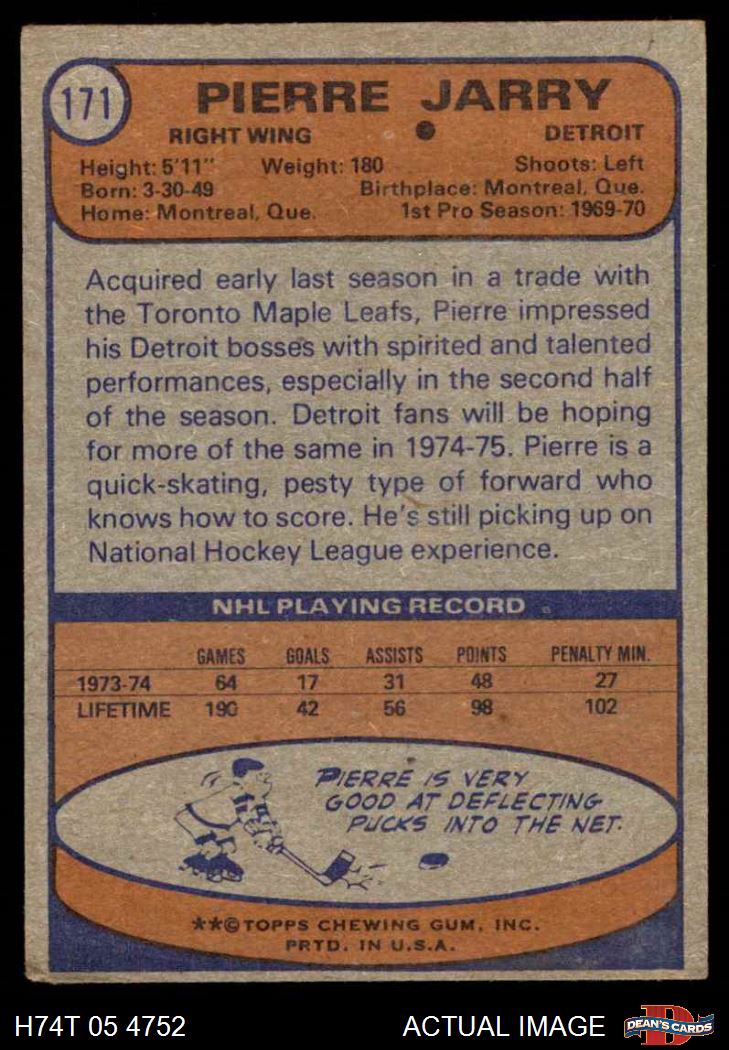 171
PIERRE JARRY
RIGHT WING DETROIT
Height: 5'11" Weight: 180 Shoots: Left
Born: 3-30-49 Birthplace: Montreal, Que.
Home: Montreal, Que. 1st Pro Season: 1969-70
Acquired early last season in a trade with
the Toronto Maple Leafs, Pierre impressed
his Detroit bosses with spirited and talented
performances, especially in the second half
of the season. Detroit fans will be hoping
for more of the same in 1974-75. Pierre is a
quick-skating, pesty type of forward who
knows how to score. He's still picking up on
National Hockey League experience.
NHL PLAYING RECORD
GAMES GOALS ASSISTS POINTS PENALTY MIN.
1973-74 64 17 31 48 27
LIFETIME 190 42 56 98 102
PIERRE IS VERY
GOOD AT DEFLECTING
PUCKS INTO THE NET.
**©TOPPS CHEWING GUM, INC.
PRTD. IN U.S.A.
H74T 05 4752 ACTUAL IMAGE
D
DEAN'S CARDS